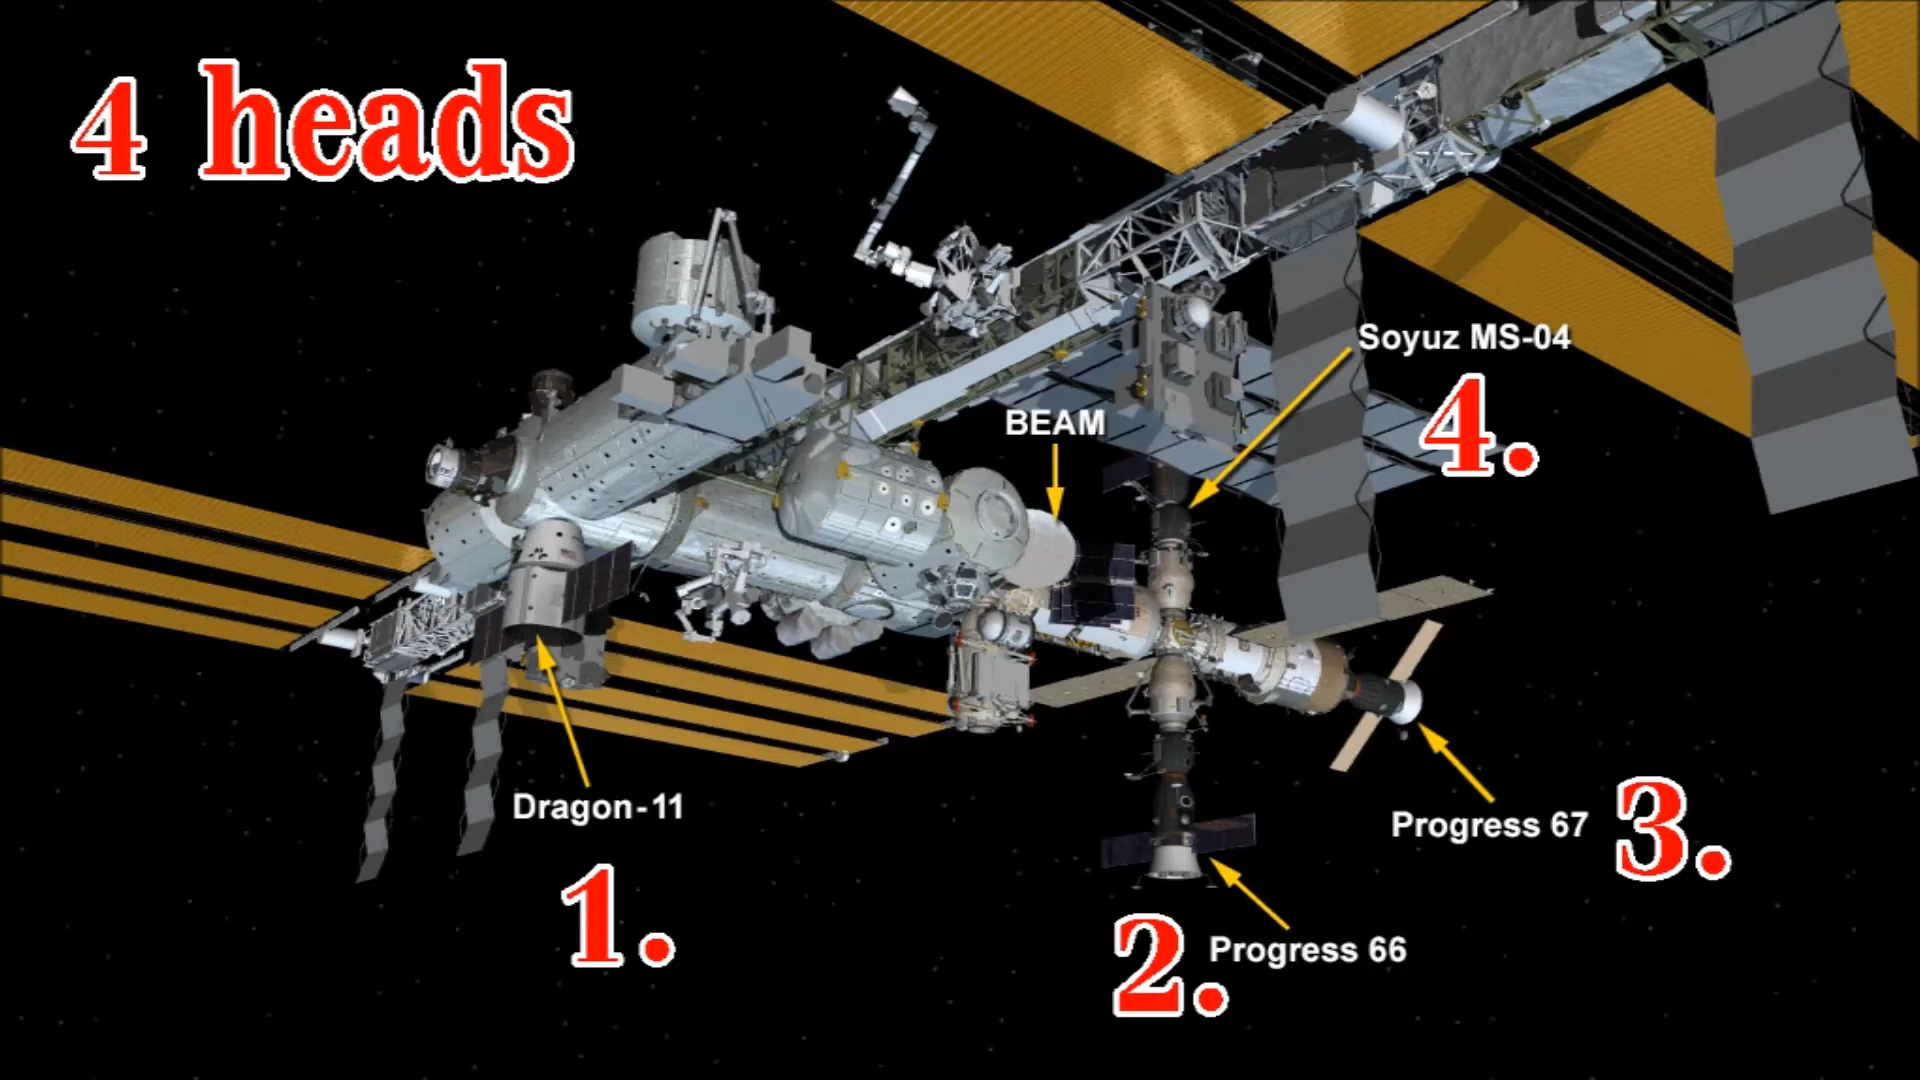 4 heads
Soyuz MS-04
4.
BEAM
Dragon-11
1.
Progress 67
3.
2.
Progress 66